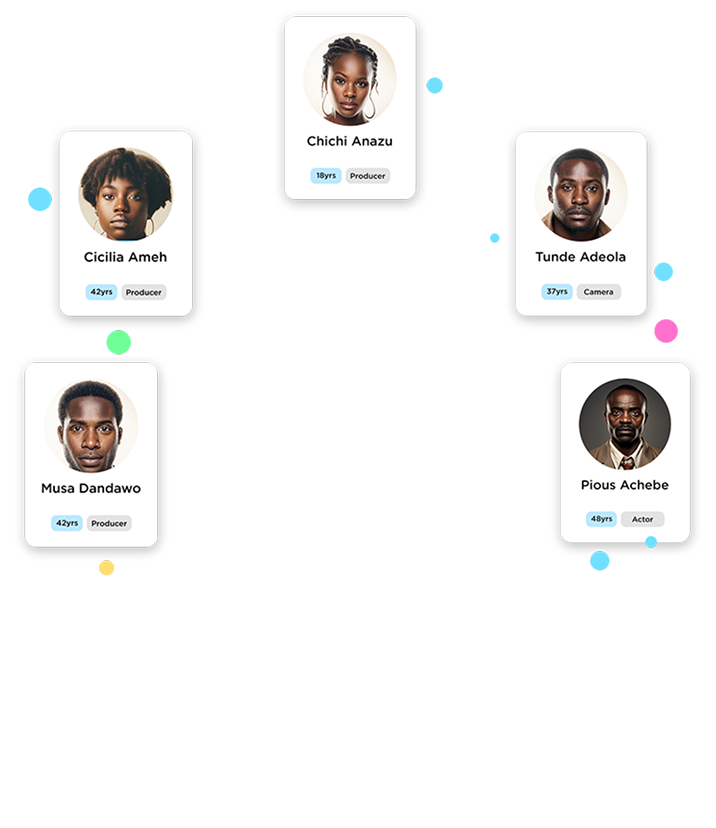 Chichi Anazu
18yrs Producer
Cicilia Ameh
42yrs Producer
Tunde Adeola
37yrs Camera
Musa Dandawo
42yrs Producer
Pious Achebe
48yrs Actor